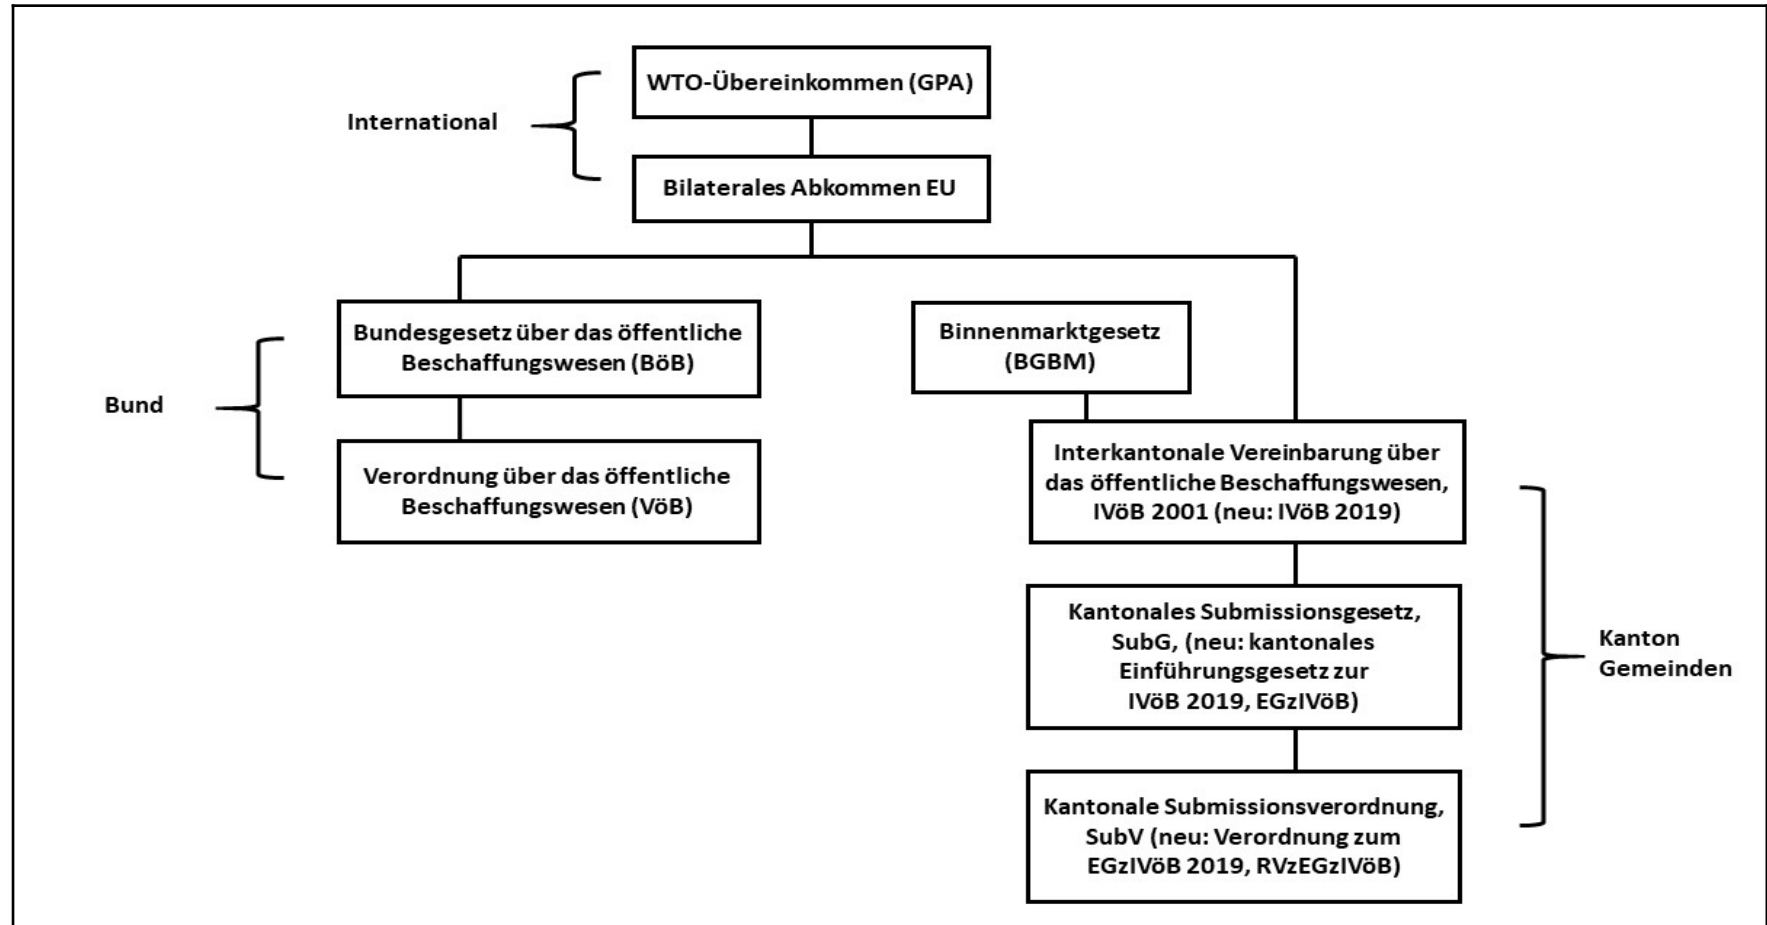 WTO-Übereinkommen (GPA)
International
Bilaterales Abkommen EU
Bundesgesetz über das öffentliche
Beschaffungswesen (BöB)
Binnenmarktgesetz
(BGBM)
Bund
Verordnung über das öffentliche
Beschaffungswesen (VöB)
Interkantonale Vereinbarung über
das öffentliche Beschaffungswesen,
IVöB 2001 (neu: IVöB 2019)
Kantonales Submissionsgesetz,
SubG, (neu: kantonales
Einführungsgesetz zur
IVöB 2019, EGzIVöB)
Kanton
Gemeinden
Kantonale Submissionsverordnung,
SubV (neu: Verordnung zum
EGzIVöB 2019, RVzEGzIVöB)